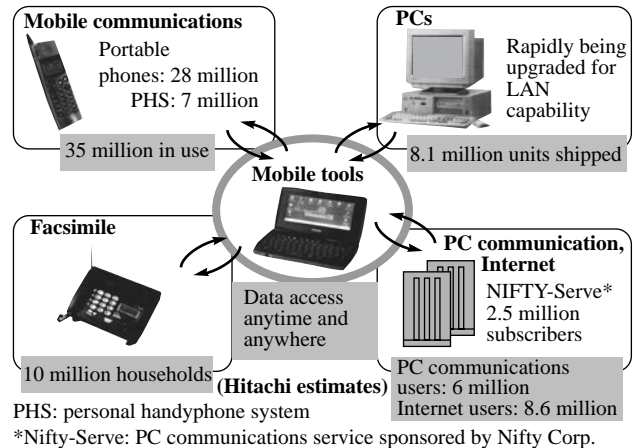 Mobile communications
Portable
phones: 28 million
PHS: 7 million
35 million in use
PCs
Rapidly being
upgraded for
LAN
capability
8.1 million units shipped
Mobile tools
Data access
anytime and
anywhere
Facsimile
10 million households
PC communication,
Internet
NIFTY-Serve*
2.5 million
subscribers
PC communications
users: 6 million
Internet users: 8.6 million
(Hitachi estimates)
PHS: personal handyphone system
*Nifty-Serve: PC communications service sponsored by Nifty Corp.